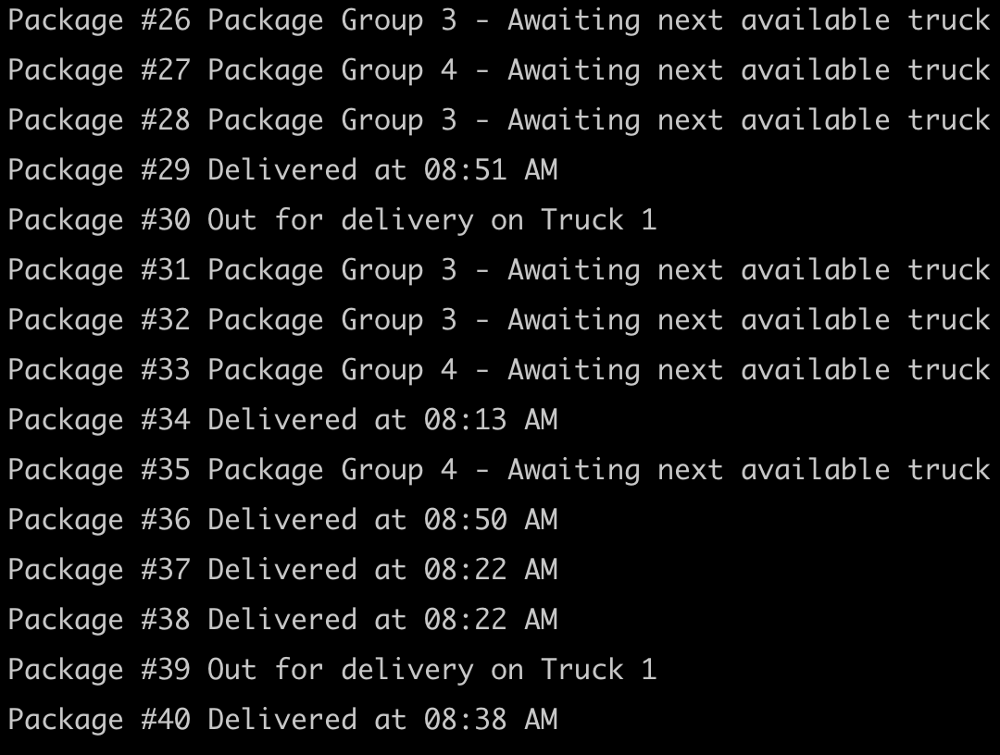 Package #26 Package Group 3 - Awaiting next available truck
Package #27 Package Group 4 - Awaiting next available truck
Package #28 Package Group 3 - Awaiting next available truck
Package #29 Delivered at 08:51 AM
Package #30 Out for delivery on Truck 1
Package #31 Package Group 3 - Awaiting next available truck
Package #32 Package Group 3 - Awaiting next available truck
Package #33 Package Group 4 - Awaiting next available truck
Package #34 Delivered at 08:13 AM
Package #35 Package Group 4 - Awaiting next available truck
Package #36 Delivered at 08:50 AM
Package #37 Delivered at 08:22 AM
Package #38 Delivered at 08:22 AM
Package #39 Out for delivery on Truck 1
Package #40 Delivered at 08:38 AM